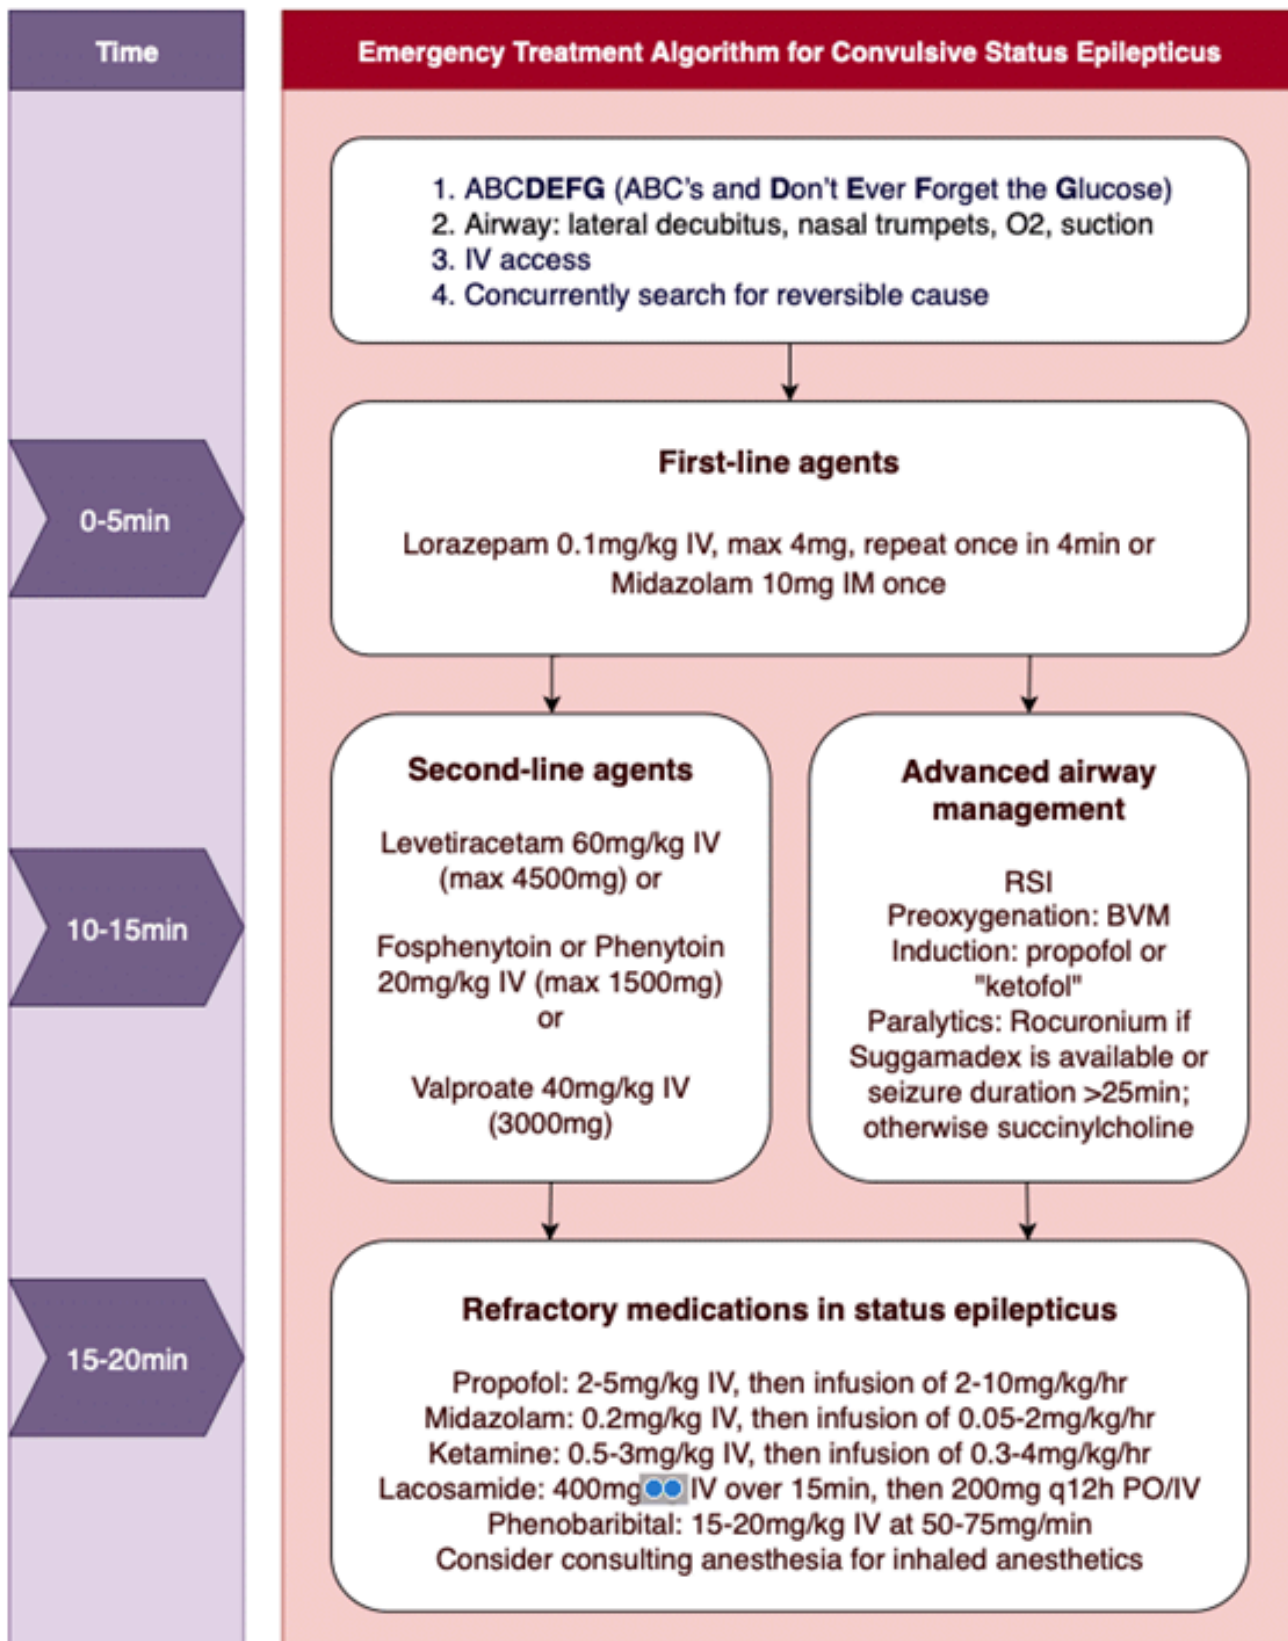 Time
Emergency Treatment Algorithm for Convulsive Status Epilepticus
1. ABCDEFG (ABC's and Don't Ever Forget the Glucose)
2. Airway: lateral decubitus, nasal trumpets, O2, suction
3. IV access
4. Concurrently search for reversible cause
0-5min
First-line agents
Lorazepam 0.1mg/kg IV, max 4mg, repeat once in 4min or
Midazolam 10mg IM once
10-15min
Second-line agents
Levetiracetam 60mg/kg IV
(max 4500mg) or
Fosphenytoin or Phenytoin
20mg/kg IV (max 1500mg)
or
Valproate 40mg/kg IV
(3000mg)
Advanced airway
management
RSI
Preoxygenation: BVM
Induction: propofol or
"ketofol"
Paralytics: Rocuronium if
Suggamadex is available or
seizure duration >25min;
otherwise succinylcholine
15-20min
Refractory medications in status epilepticus
Propofol: 2-5mg/kg IV, then infusion of 2-10mg/kg/hr
Midazolam: 0.2mg/kg IV, then infusion of 0.05-2mg/kg/hr
Ketamine: 0.5-3mg/kg IV, then infusion of 0.3-4mg/kg/hr
Lacosamide: 400mg IV over 15min, then 200mg q12h PO/IV
Phenobaribital: 15-20mg/kg IV at 50-75mg/min
Consider consulting anesthesia for inhaled anesthetics